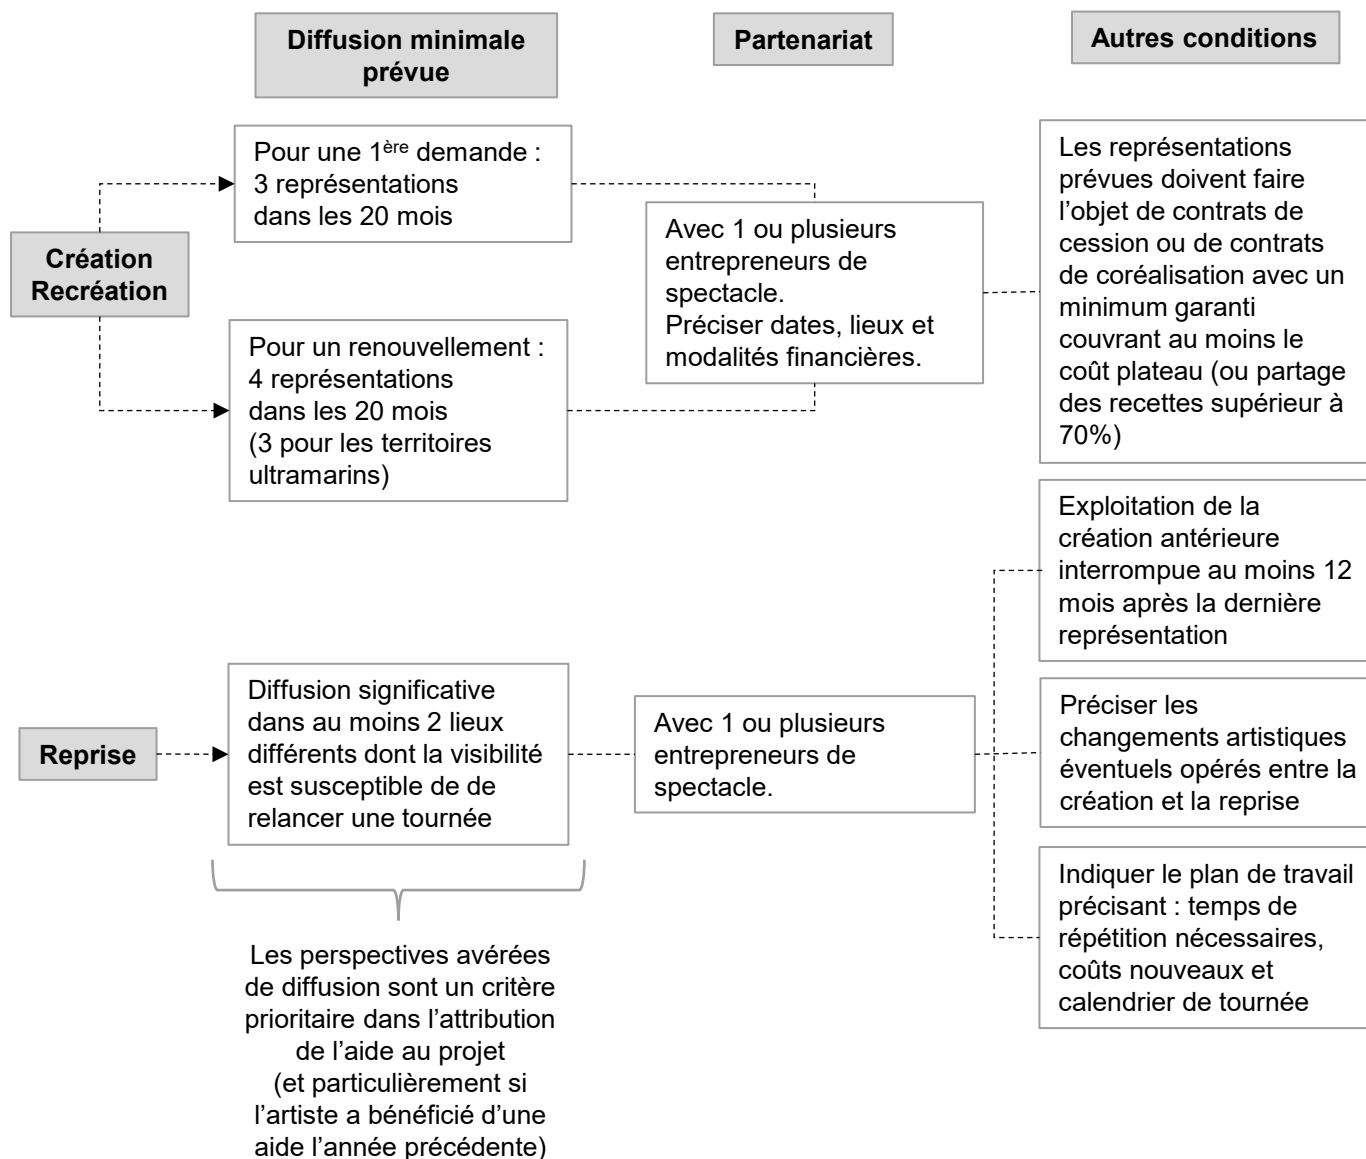 Diffusion minimale
prévue
Partenariat
Autres conditions
Création
Recréation
Pour une 1ère demande :
3 représentations
dans les 20 mois
Pour un renouvellement :
4 représentations
dans les 20 mois
(3 pour les territoires
ultramarins)
Avec 1 ou plusieurs
entrepreneurs de
spectacle.
Préciser dates, lieux et
modalités financières.
Les représentations
prévues doivent faire
l’objet de contrats de
cession ou de contrats
de coréalisation avec un
minimum garanti
couvrant au moins le
coût plateau (ou partage
des recettes supérieur à
70%)
Reprise
Diffusion significative
dans au moins 2 lieux
différents dont la visibilité
est susceptible de de
relancer une tournée
Avec 1 ou plusieurs
entrepreneurs de
spectacle.
Exploitation de la
création antérieure
interrompue au moins 12
mois après la dernière
représentation
Préciser les
changements artistiques
éventuels opérés entre la
création et la reprise
Indiquer le plan de travail
précisant : temps de
répétition nécessaires,
coûts nouveaux et
calendrier de tournée
Les perspectives avérées
de diffusion sont un critère
prioritaire dans l’attribution
de l’aide au projet
(et particulièrement si
l’artiste a bénéficié d’une
aide l’année précédente)